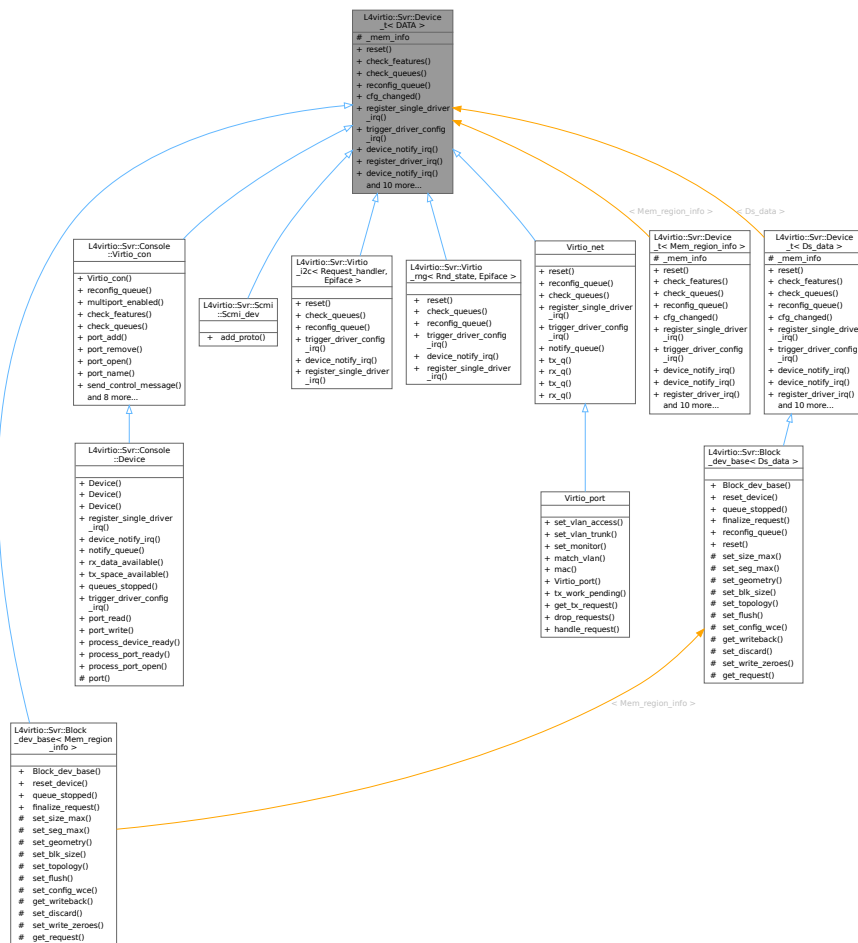 L4virtio::Svr::Device
_t< DATA >
# _mem_info
+ reset()
+ check_features()
+ check_queues()
+ reconfig_queue()
+ cfg_changed()
+ register_single_driver
_irq()
+ trigger_driver_config
_irq()
+ device_notify_irq()
+ register_driver_irq()
+ device_notify_irq()
and 10 more...
< Mem_region_info >
< Ds_data >
L4virtio::Svr::Console
::Virtio_con
+ Virtio_con()
+ reconfig_queue()
+ multiport_enabled()
+ check_features()
+ check_queues()
+ port_add()
+ port_remove()
+ port_open()
+ port_name()
+ send_control_message()
and 8 more...
L4virtio::Svr::Scmi
::Scmi_dev
+ add_proto()
L4virtio::Svr::Virtio
_i2c< Request_handler,
Epiface >
+ reset()
+ check_queues()
+ reconfig_queue()
+ trigger_driver_config
_irq()
+ device_notify_irq()
+ register_single_driver
_irq()
L4virtio::Svr::Virtio
_rng< Rnd_state, Epiface >
+ reset()
+ check_queues()
+ reconfig_queue()
+ trigger_driver_config
_irq()
+ device_notify_irq()
+ register_single_driver
_irq()
Virtio_net
+ reset()
+ reconfig_queue()
+ check_queues()
+ register_single_driver
_irq()
+ trigger_driver_config
_irq()
+ notify_queue()
+ tx_q()
+ rx_q()
+ tx_q()
+ rx_q()
L4virtio::Svr::Device
_t< Mem_region_info >
# _mem_info
+ reset()
+ check_features()
+ check_queues()
+ reconfig_queue()
+ cfg_changed()
+ register_single_driver
_irq()
+ trigger_driver_config
_irq()
+ device_notify_irq()
+ device_notify_irq()
+ register_driver_irq()
and 10 more...
L4virtio::Svr::Device
_t< Ds_data >
# _mem_info
+ reset()
+ check_features()
+ check_queues()
+ reconfig_queue()
+ cfg_changed()
+ register_single_driver
_irq()
+ trigger_driver_config
_irq()
+ device_notify_irq()
+ device_notify_irq()
+ register_driver_irq()
and 10 more...
L4virtio::Svr::Console
::Device
+ Device()
+ Device()
+ Device()
+ register_single_driver
_irq()
+ device_notify_irq()
+ notify_queue()
+ rx_data_available()
+ tx_space_available()
+ queues_stopped()
+ trigger_driver_config
_irq()
+ port_read()
+ port_write()
+ process_device_ready()
+ process_port_ready()
+ process_port_open()
# port()
Virtio_port
+ set_vlan_access()
+ set_vlan_trunk()
+ set_monitor()
+ match_vlan()
+ mac()
+ Virtio_port()
+ tx_work_pending()
+ get_tx_request()
+ drop_requests()
+ handle_request()
L4virtio::Svr::Block
_dev_base< Ds_data >
+ Block_dev_base()
+ reset_device()
+ queue_stopped()
+ finalize_request()
+ reconfig_queue()
+ reset()
# set_size_max()
# set_seg_max()
# set_geometry()
# set_blk_size()
# set_topology()
# set_flush()
# set_config_wce()
# get_writeback()
# set_discard()
# set_write_zeroes()
# get_request()
< Mem_region_info >
L4virtio::Svr::Block
_dev_base< Mem_region
_info >
+ Block_dev_base()
+ reset_device()
+ queue_stopped()
+ finalize_request()
# set_size_max()
# set_seg_max()
# set_geometry()
# set_blk_size()
# set_topology()
# set_flush()
# set_config_wce()
# get_writeback()
# set_discard()
# set_write_zeroes()
# get_request()